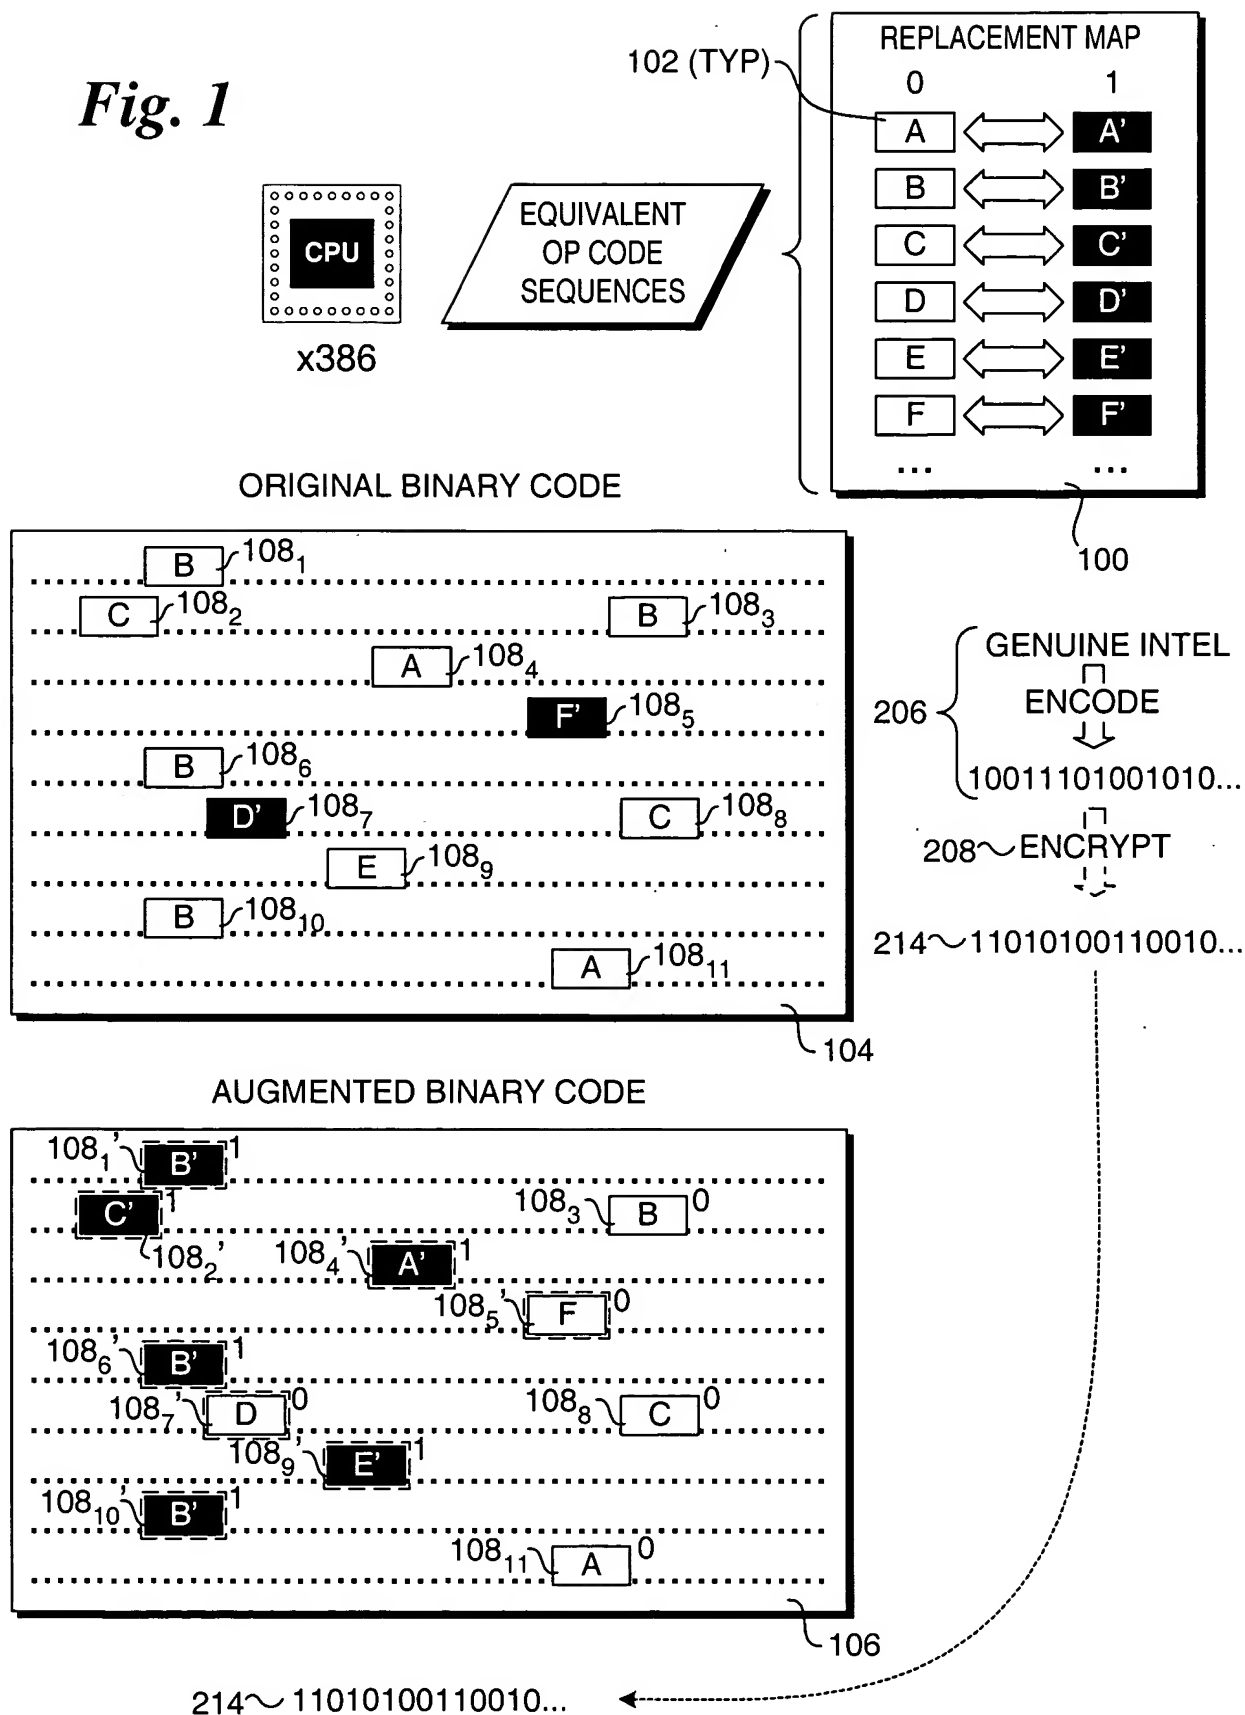 Fig. 1
102 (TYP)
REPLACEMENT MAP
0 1
A A'
B B'
C C'
D D'
E E'
F F'
... ...
100
CPU
x386
EQUIVALENT
OP CODE
SEQUENCES
ORIGINAL BINARY CODE
B 108₁
C 108₂ B 108₃
A 108₄
F' 108₅
B 108₆
D' 108₇ C 108₈
E 108₉
B 108₁₀
A 108₁₁
104
206
GENUINE INTEL
ENCODE
10011101001010...
208 ENCRYPT
214 11010100110010...
AUGMENTED BINARY CODE
108₁' B' 1
C' 1 108₂' 108₃ B 0
108₄' A' 1
108₅' F 0
108₆' B' 1
108₇' D 0 108₈ C 0
108₉' E' 1
108₁₀' B' 1
108₁₁ A 0
106
214 11010100110010...